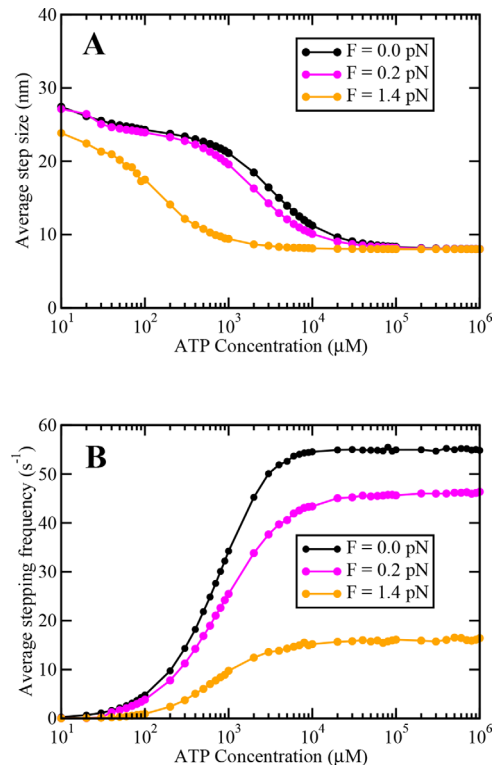 A
F = 0.0 pN
F = 0.2 pN
F = 1.4 pN
Average step size (nm)
40
30
20
10
0
10^1 10^2 10^3 10^4 10^5 10^6
ATP Concentration (µM)
B
F = 0.0 pN
F = 0.2 pN
F = 1.4 pN
Average stepping frequency (s^-1)
60
50
40
30
20
10
0
10^1 10^2 10^3 10^4 10^5 10^6
ATP Concentration (µM)